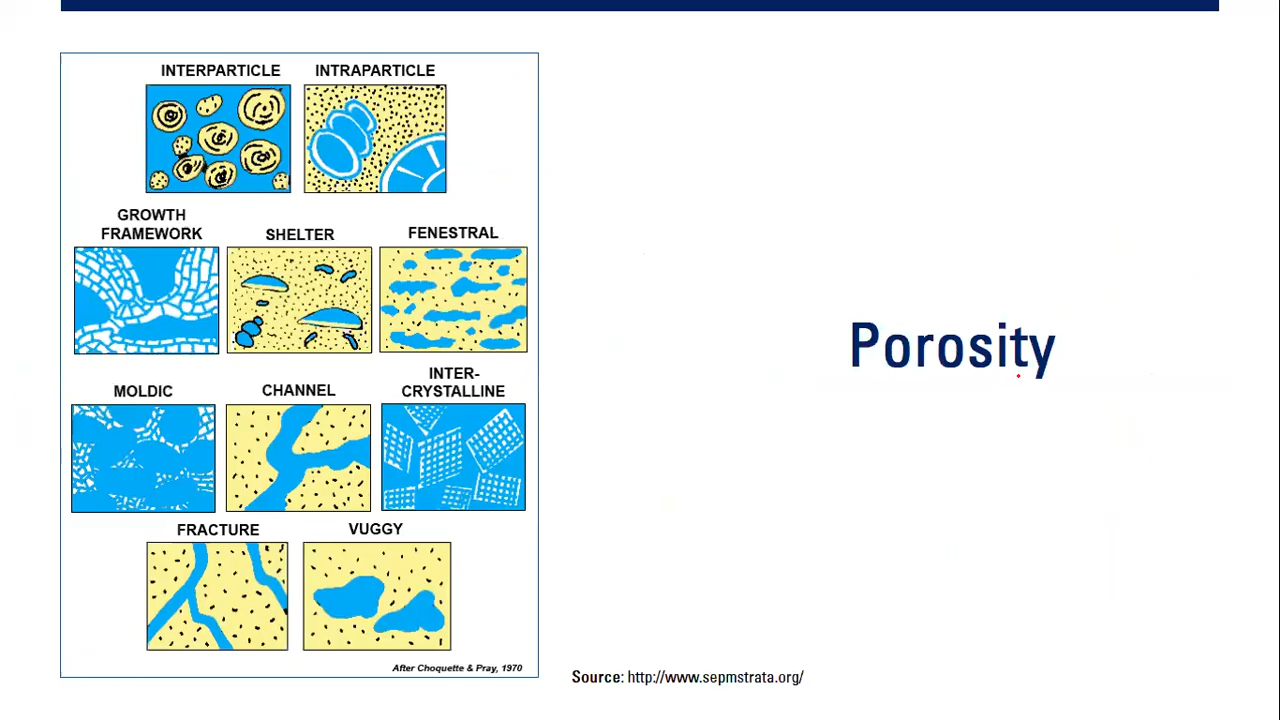 INTERPARTICLE INTRAPARTICLE
GROWTH
FRAMEWORK
SHELTER
FENESTRAL
MOLDIC
CHANNEL
INTER-
CRYSTALLINE
FRACTURE
VUGGY
After Choquette & Pray, 1970
Porosity
Source: http://www.sepmstrata.org/